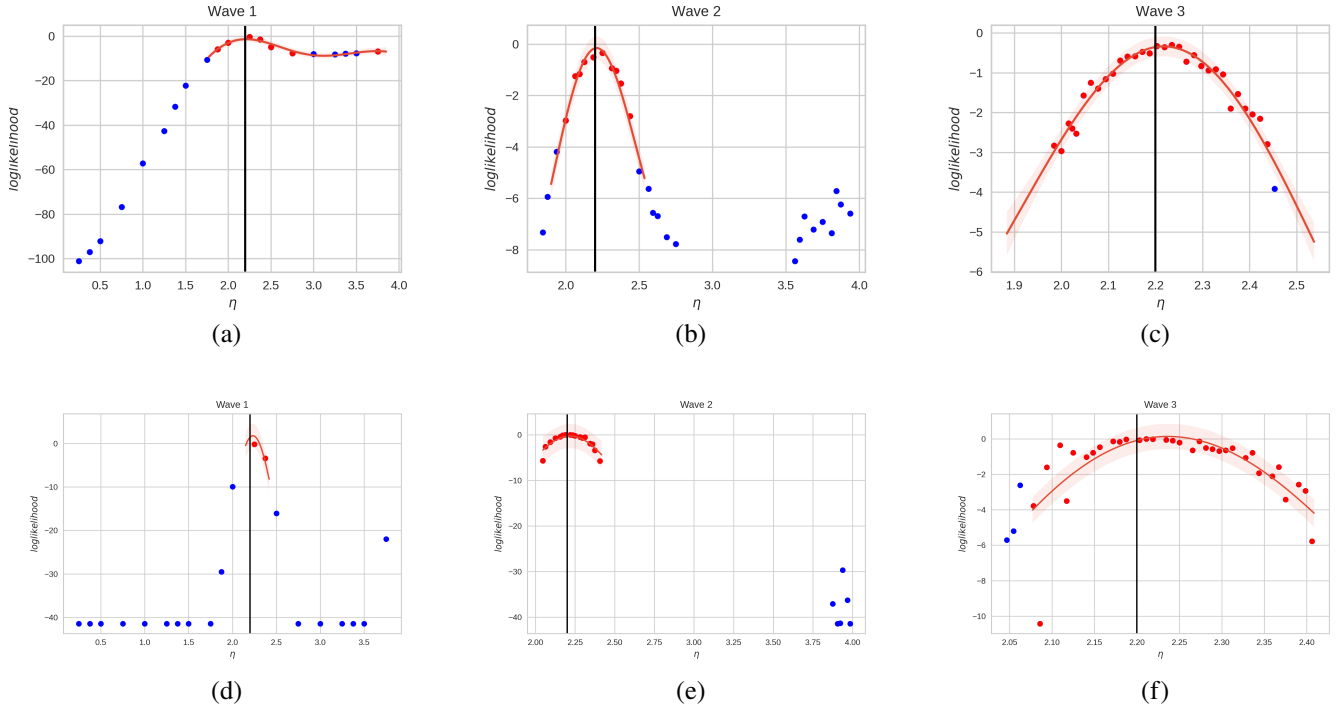 Wave 1
loglikelihood
0
−20
−40
−60
−80
−100
0.5 1.0 1.5 2.0 2.5 3.0 3.5 4.0
η
(a)
Wave 2
loglikelihood
0
−2
−4
−6
−8
2.0 2.5 3.0 3.5 4.0
η
(b)
Wave 3
loglikelihood
0
−1
−2
−3
−4
−5
−6
1.9 2.0 2.1 2.2 2.3 2.4 2.5
η
(c)
Wave 1
loglikelihood
0
−10
−20
−30
−40
0.5 1.0 1.5 2.0 2.5 3.0 3.5
η
(d)
Wave 2
loglikelihood
0
−10
−20
−30
−40
2.00 2.25 2.50 2.75 3.00 3.25 3.50 3.75 4.00
η
(e)
Wave 3
loglikelihood
0
−2
−4
−6
−8
−10
2.05 2.10 2.15 2.20 2.25 2.30 2.35 2.40
η
(f)